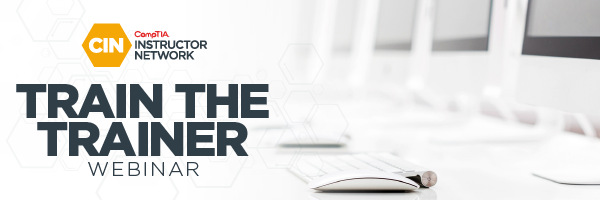 CIN
CompTIA
INSTRUCTOR
NETWORK
TRAIN THE
TRAINER
WEBINAR